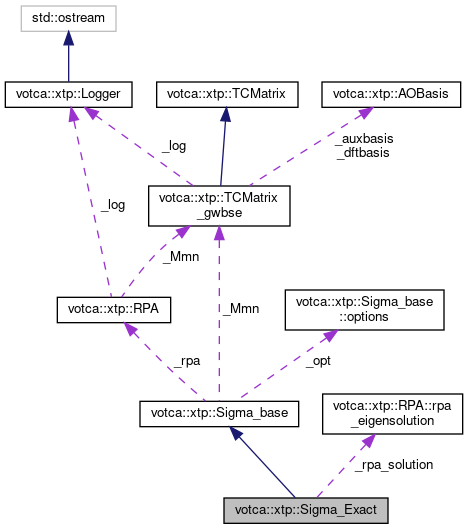 std::ostream
votca::xtp::Logger
votca::xtp::TCMatrix
votca::xtp::AOBasis
_log
_auxbasis
_dftbasis
votca::xtp::TCMatrix
_gwbse
_log
_Mmn
votca::xtp::RPA
_Mmn
votca::xtp::Sigma_base
::options
_rpa
_opt
votca::xtp::Sigma_base
votca::xtp::RPA::rpa
_eigensolution
_rpa_solution
votca::xtp::Sigma_Exact